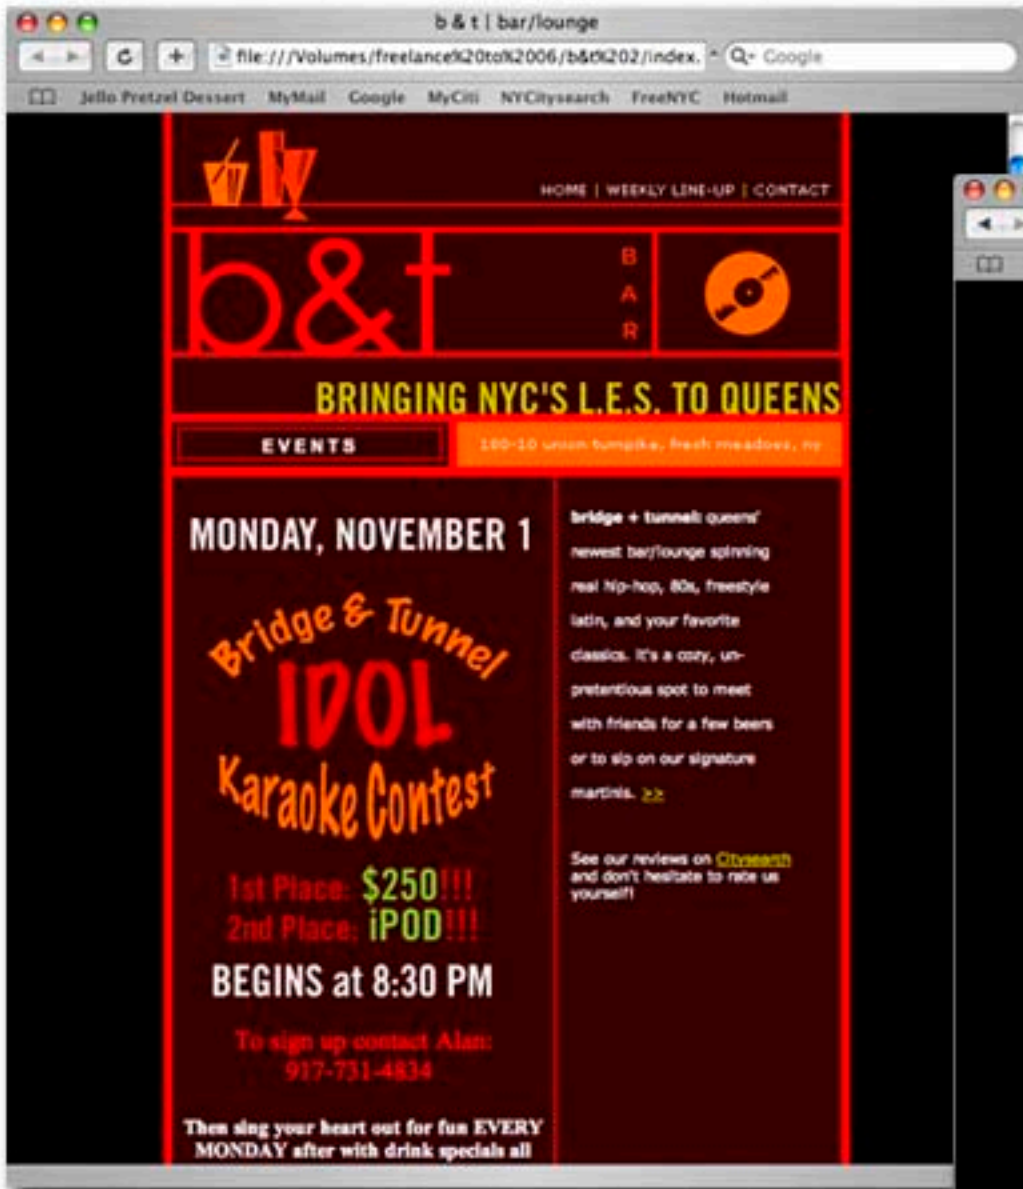 b & t | bar/lounge
file:///Volumes/freelance%20to%2006/b&t%202/index.
Google
Jello Pretzel Dessert MyMail Google MyCiti NYCitysearch FreeNYC Hotmail
HOME | WEEKLY LINE-UP | CONTACT
b&t
B
A
R
BRINGING NYC'S L.E.S. TO QUEENS
EVENTS
union turnpike, fresh meadows, ny
MONDAY, NOVEMBER 1
Bridge & Tunnel
IDOL
Karaoke Contest
1st Place: $250!!!
2nd Place: iPOD!!!
BEGINS at 8:30 PM
To sign up contact Alan:
917-731-4834
Then sing your heart out for fun EVERY
MONDAY after with drink specials all
bridge + tunnel: queens'
newest bar/lounge spinning
real hip-hop, 80s, freestyle
latin, and your favorite
classics. It's a cozy, un-
pretentious spot to meet
with friends for a few beers
or to sip on our signature
martinis. >>
See our reviews on Citysearch
and don't hesitate to rate us
yourself!